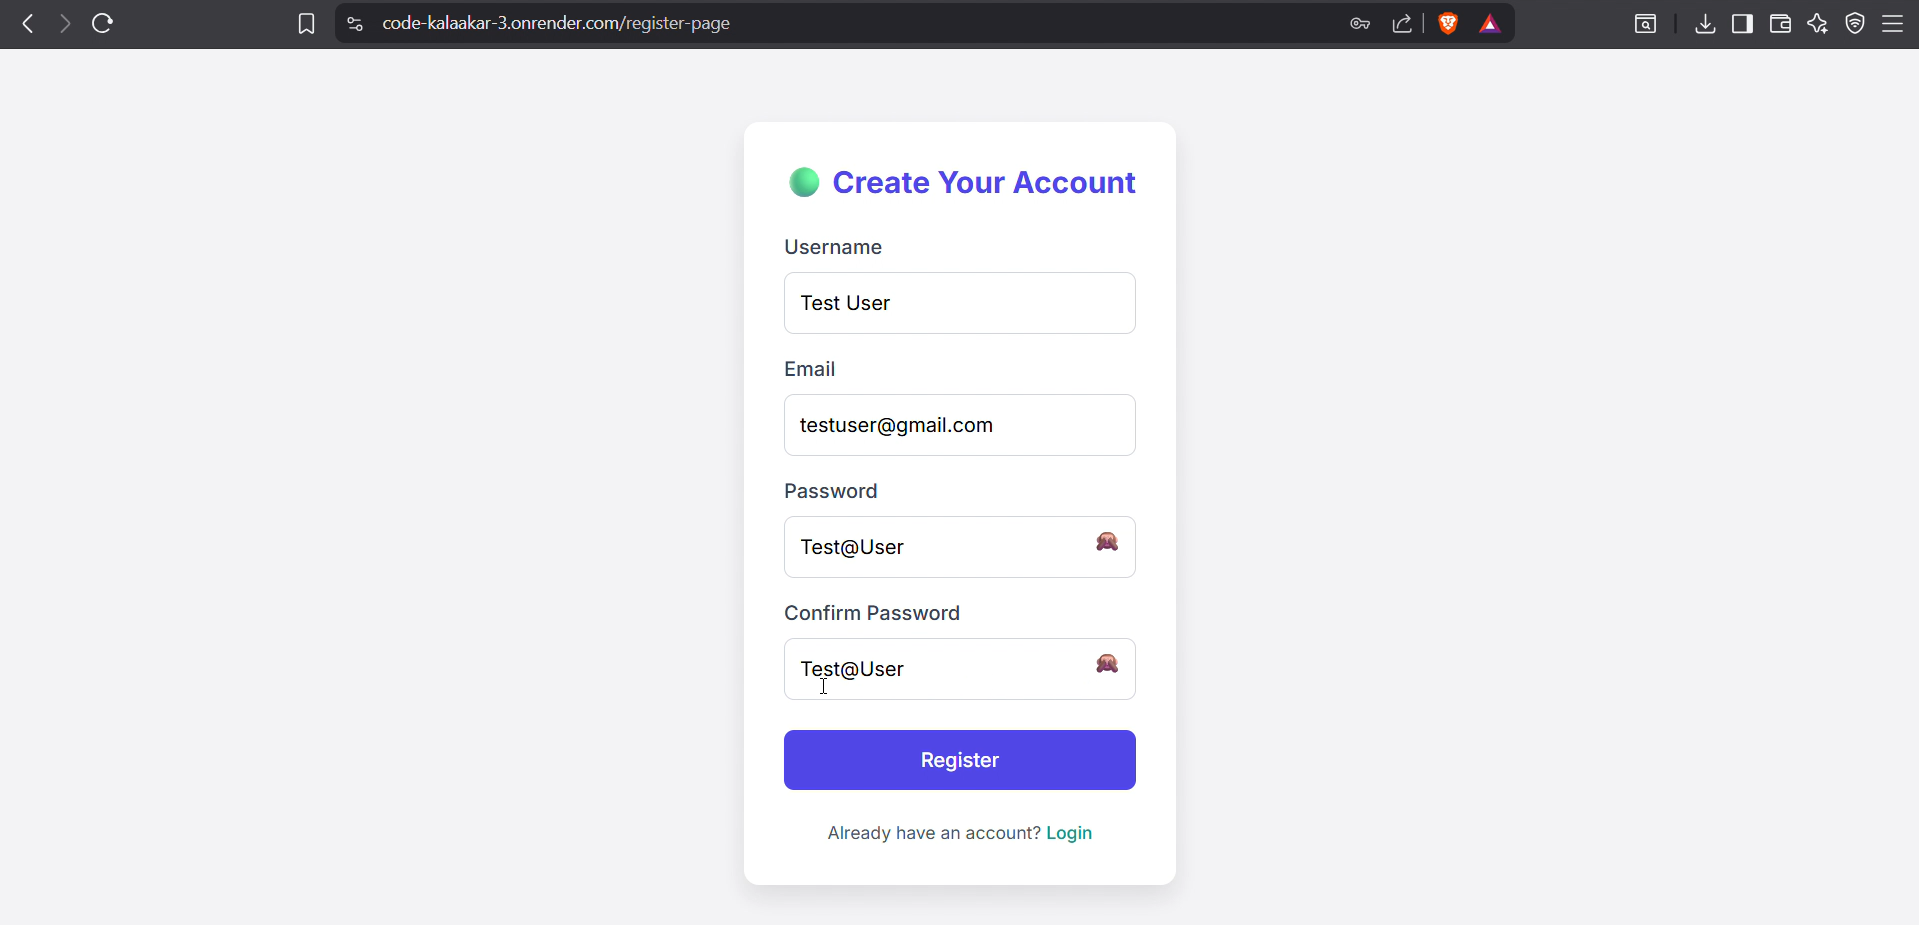 code-kalaakar-3.onrender.com/register-page
Create Your Account
Username
Test User
Email
testuser@gmail.com
Password
Test@User
Confirm Password
Test@User
Register
Already have an account? Login